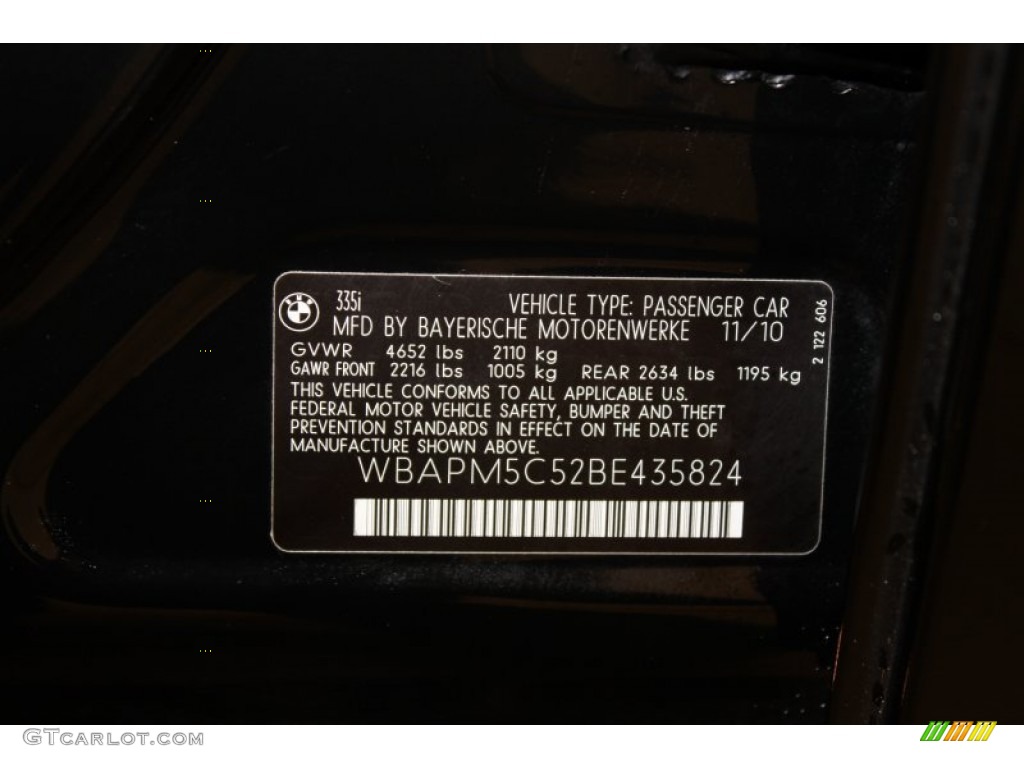 335i VEHICLE TYPE: PASSENGER CAR
MFD BY BAYERISCHE MOTORENWERKE 11/10
GVWR 4652 lbs 2110 kg
GAWR FRONT 2216 lbs 1005 kg REAR 2634 lbs 1195 kg
THIS VEHICLE CONFORMS TO ALL APPLICABLE U.S.
FEDERAL MOTOR VEHICLE SAFETY, BUMPER AND THEFT
PREVENTION STANDARDS IN EFFECT ON THE DATE OF
MANUFACTURE SHOWN ABOVE.
WBAPM5C52BE435824
2 122 606
GTCarLot.com